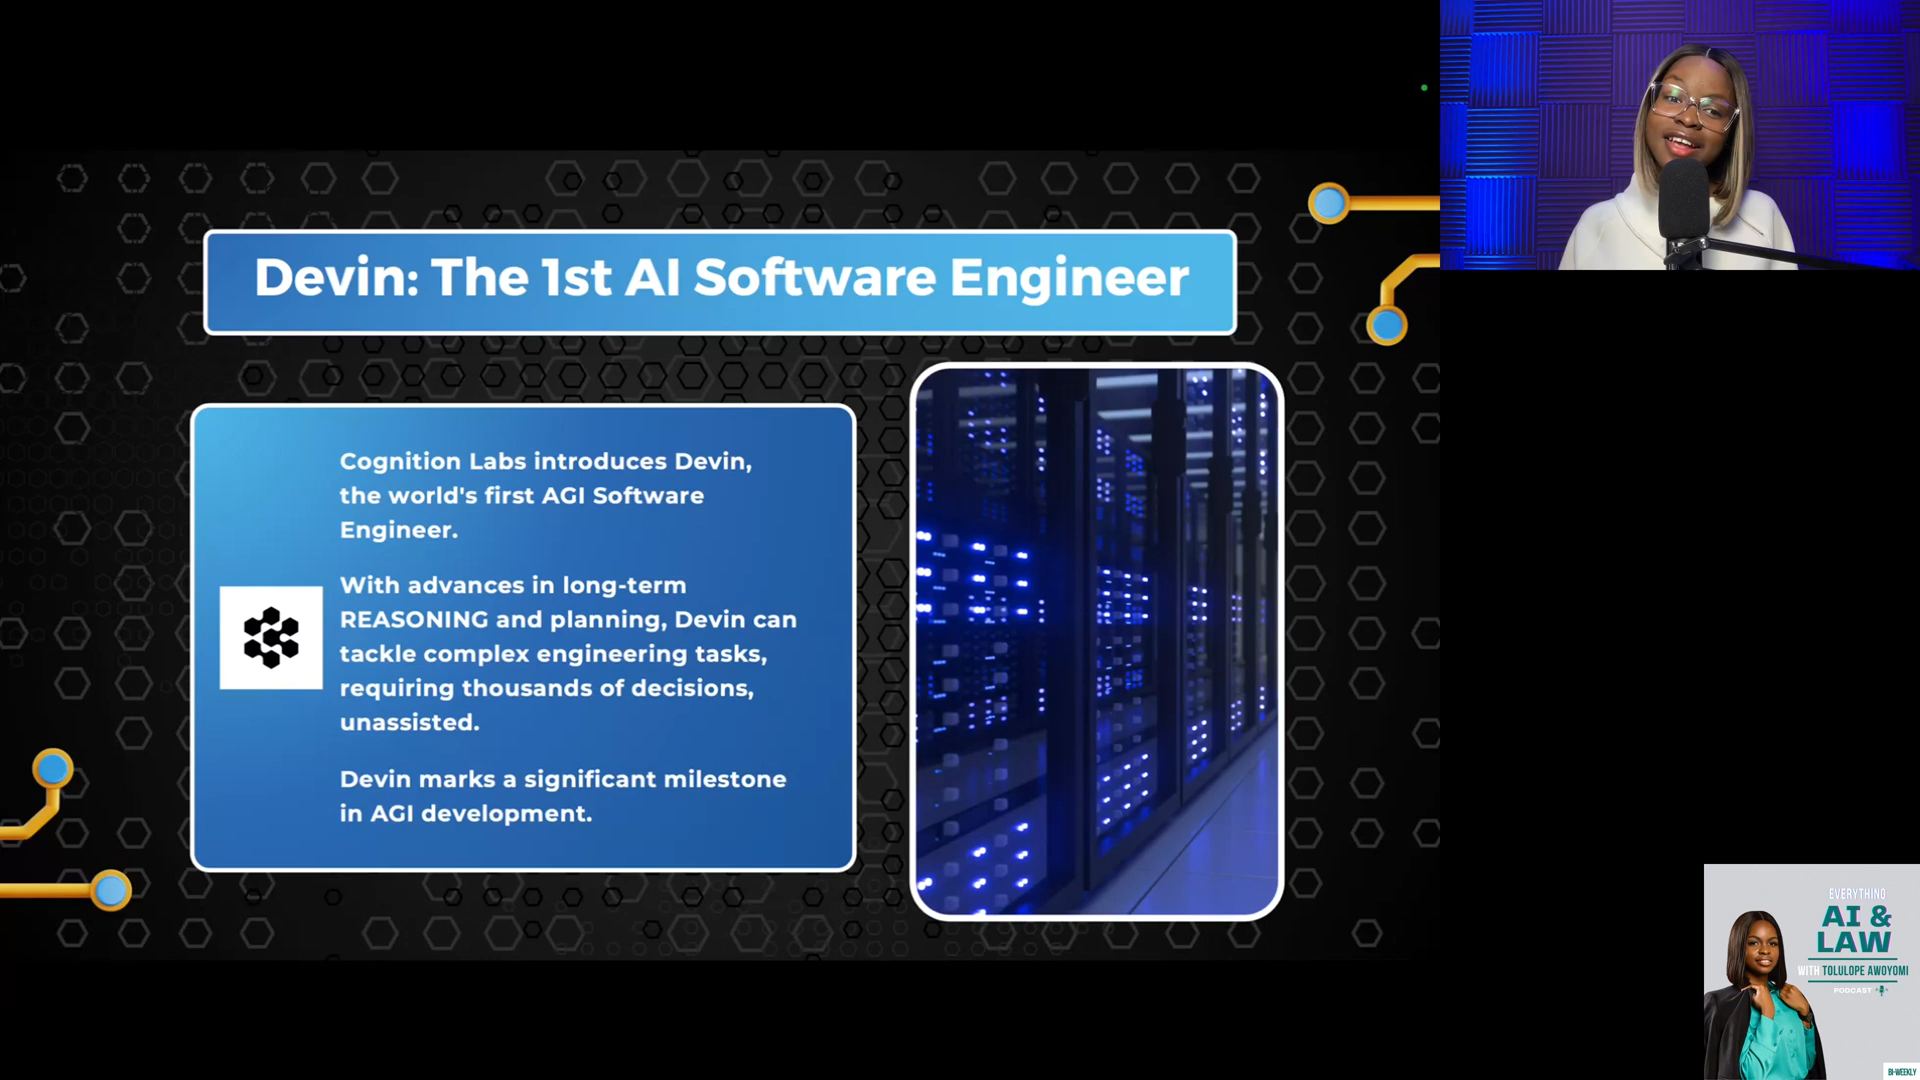 Devin: The 1st AI Software Engineer
Cognition Labs introduces Devin,
the world's first AGI Software
Engineer.
With advances in long-term
REASONING and planning, Devin can
tackle complex engineering tasks,
requiring thousands of decisions,
unassisted.
Devin marks a significant milestone
in AGI development.
EVERYTHING
AI &
LAW
WITH TOLULOPE AWOYOMI
PODCAST
BI-WEEKLY